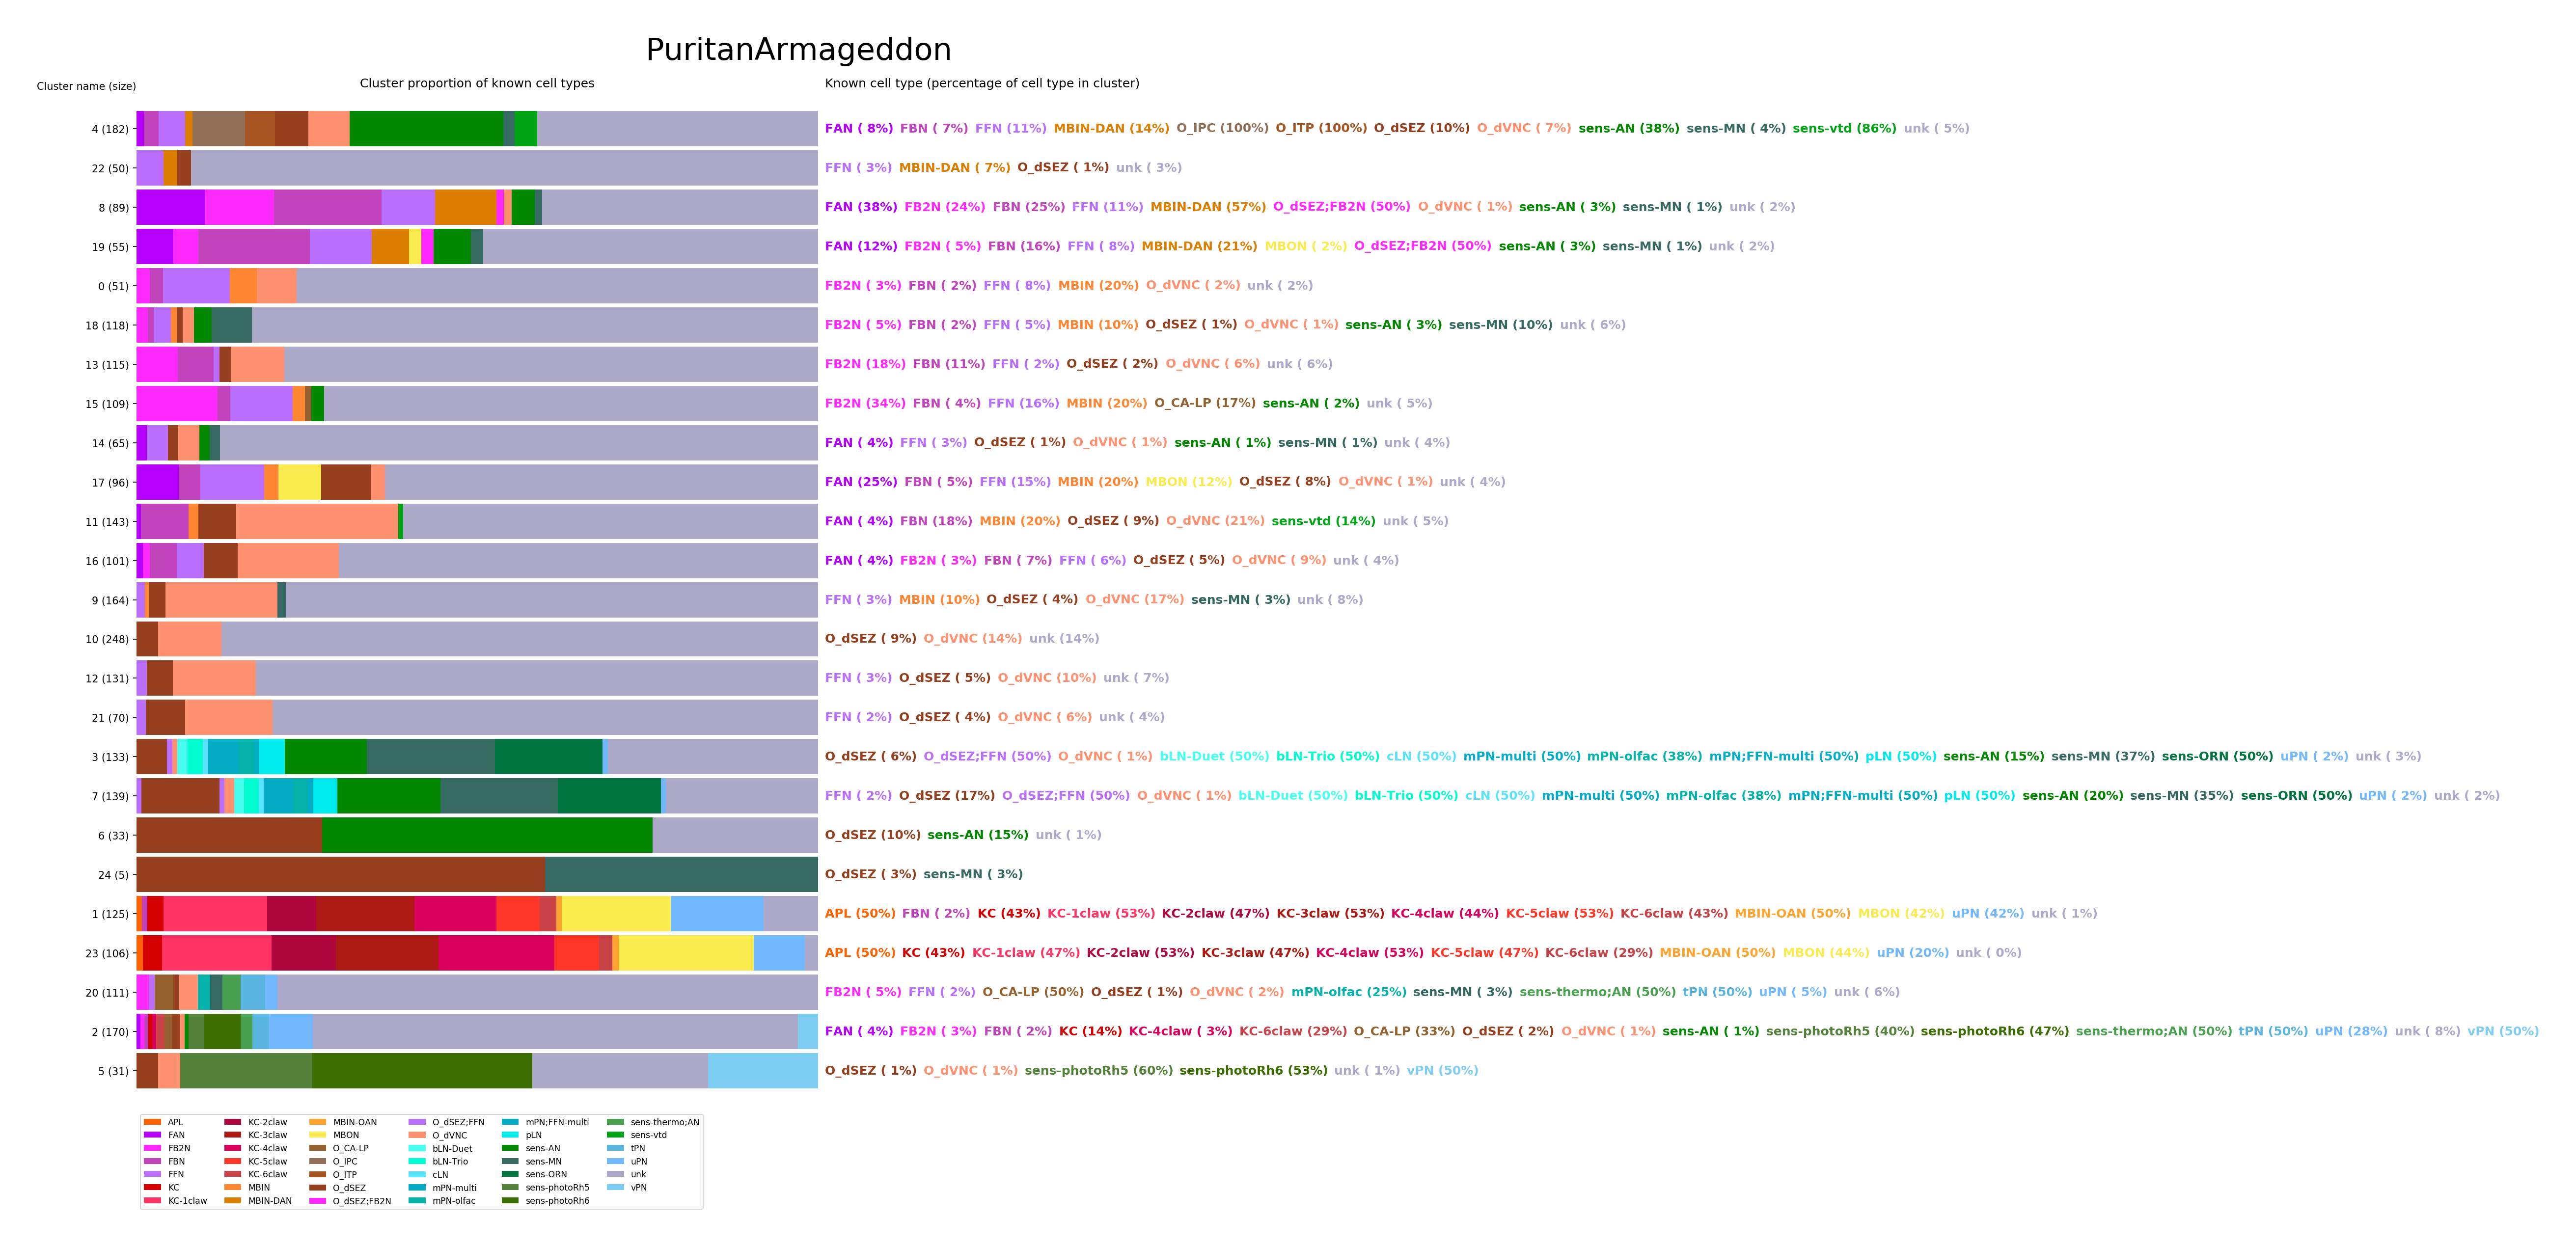 PuritanArmageddon
Cluster name (size) Cluster proportion of known cell types Known cell type (percentage of cell type in cluster)
4 (182) FAN ( 8%) FBN ( 7%) FFN (11%) MBIN-DAN (14%) O_IPC (100%) O_ITP (100%) O_dSEZ (10%) O_dVNC ( 7%) sens-AN (38%) sens-MN ( 4%) sens-vtd (86%) unk ( 5%)
22 (50) FFN ( 3%) MBIN-DAN ( 7%) O_dSEZ ( 1%) unk ( 3%)
8 (89) FAN (38%) FB2N (24%) FBN (25%) FFN (11%) MBIN-DAN (57%) O_dSEZ;FB2N (50%) O_dVNC ( 1%) sens-AN ( 3%) sens-MN ( 1%) unk ( 2%)
19 (55) FAN (12%) FB2N ( 5%) FBN (16%) FFN ( 8%) MBIN-DAN (21%) MBON ( 2%) O_dSEZ;FB2N (50%) sens-AN ( 3%) sens-MN ( 1%) unk ( 2%)
0 (51) FB2N ( 3%) FBN ( 2%) FFN ( 8%) MBIN (20%) O_dVNC ( 2%) unk ( 2%)
18 (118) FB2N ( 5%) FBN ( 2%) FFN ( 5%) MBIN (10%) O_dSEZ ( 1%) O_dVNC ( 1%) sens-AN ( 3%) sens-MN (10%) unk ( 6%)
13 (115) FB2N (18%) FBN (11%) FFN ( 2%) O_dSEZ ( 2%) O_dVNC ( 6%) unk ( 6%)
15 (109) FB2N (34%) FBN ( 4%) FFN (16%) MBIN (20%) O_CA-LP (17%) sens-AN ( 2%) unk ( 5%)
14 (65) FAN ( 4%) FFN ( 3%) O_dSEZ ( 1%) O_dVNC ( 1%) sens-AN ( 1%) sens-MN ( 1%) unk ( 4%)
17 (96) FAN (25%) FBN ( 5%) FFN (15%) MBIN (20%) MBON (12%) O_dSEZ ( 8%) O_dVNC ( 1%) unk ( 4%)
11 (143) FAN ( 4%) FBN (18%) MBIN (20%) O_dSEZ ( 9%) O_dVNC (21%) sens-vtd (14%) unk ( 5%)
16 (101) FAN ( 4%) FB2N ( 3%) FBN ( 7%) FFN ( 6%) O_dSEZ ( 5%) O_dVNC ( 9%) unk ( 4%)
9 (164) FFN ( 3%) MBIN (10%) O_dSEZ ( 4%) O_dVNC (17%) sens-MN ( 3%) unk ( 8%)
10 (248) O_dSEZ ( 9%) O_dVNC (14%) unk (14%)
12 (131) FFN ( 3%) O_dSEZ ( 5%) O_dVNC (10%) unk ( 7%)
21 (70) FFN ( 2%) O_dSEZ ( 4%) O_dVNC ( 6%) unk ( 4%)
3 (133) O_dSEZ ( 6%) O_dSEZ;FFN (50%) O_dVNC ( 1%) bLN-Duet (50%) bLN-Trio (50%) cLN (50%) mPN-multi (50%) mPN-olfac (38%) mPN;FFN-multi (50%) pLN (50%) sens-AN (15%) sens-MN (37%) sens-ORN (50%) uPN ( 2%) unk ( 3%)
7 (139) FFN ( 2%) O_dSEZ (17%) O_dSEZ;FFN (50%) O_dVNC ( 1%) bLN-Duet (50%) bLN-Trio (50%) cLN (50%) mPN-multi (50%) mPN-olfac (38%) mPN;FFN-multi (50%) pLN (50%) sens-AN (20%) sens-MN (35%) sens-ORN (50%) uPN ( 2%) unk ( 2%)
6 (33) O_dSEZ (10%) sens-AN (15%) unk ( 1%)
24 (5) O_dSEZ ( 3%) sens-MN ( 3%)
1 (125) APL (50%) FBN ( 2%) KC (43%) KC-1claw (53%) KC-2claw (47%) KC-3claw (53%) KC-4claw (44%) KC-5claw (53%) KC-6claw (43%) MBIN-OAN (50%) MBON (42%) uPN (42%) unk ( 1%)
23 (106) APL (50%) KC (43%) KC-1claw (47%) KC-2claw (53%) KC-3claw (47%) KC-4claw (53%) KC-5claw (47%) KC-6claw (29%) MBIN-OAN (50%) MBON (44%) uPN (20%) unk ( 0%)
20 (111) FB2N ( 5%) FFN ( 2%) O_CA-LP (50%) O_dSEZ ( 1%) O_dVNC ( 2%) mPN-olfac (25%) sens-MN ( 3%) sens-thermo;AN (50%) tPN (50%) uPN ( 5%) unk ( 6%)
2 (170) FAN ( 4%) FB2N ( 3%) FBN ( 2%) KC (14%) KC-4claw ( 3%) KC-6claw (29%) O_CA-LP (33%) O_dSEZ ( 2%) O_dVNC ( 1%) sens-AN ( 1%) sens-photoRh5 (40%) sens-photoRh6 (47%) sens-thermo;AN (50%) tPN (50%) uPN (28%) unk ( 8%) vPN (50%)
5 (31) O_dSEZ ( 1%) O_dVNC ( 1%) sens-photoRh5 (60%) sens-photoRh6 (53%) unk ( 1%) vPN (50%)
APL KC-2claw MBIN-OAN O_dSEZ;FFN mPN;FFN-multi sens-thermo;AN
FAN KC-3claw MBON O_dVNC pLN sens-vtd
FB2N KC-4claw O_CA-LP bLN-Duet sens-AN tPN
FBN KC-5claw O_IPC bLN-Trio sens-MN uPN
FFN KC-6claw O_ITP cLN sens-ORN unk
KC MBIN O_dSEZ mPN-multi sens-photoRh5 vPN
KC-1claw MBIN-DAN O_dSEZ;FB2N mPN-olfac sens-photoRh6